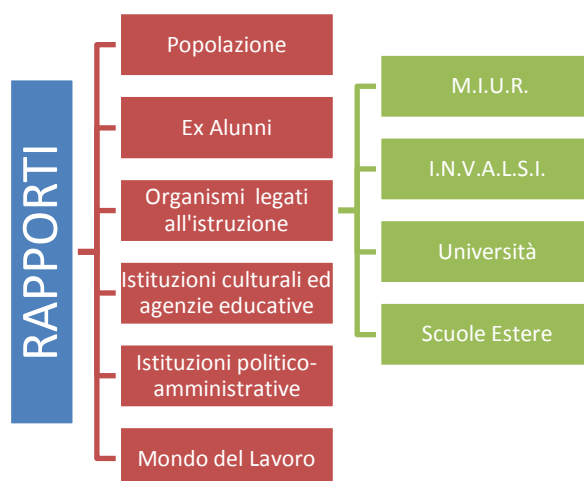 RAPPORTI
Popolazione
Ex Alunni
Organismi legati
all'istruzione
Istituzioni culturali ed
agenzie educative
Istituzioni politico-
amministrative
Mondo del Lavoro
M.I.U.R.
I.N.V.A.L.S.I.
Università
Scuole Estere